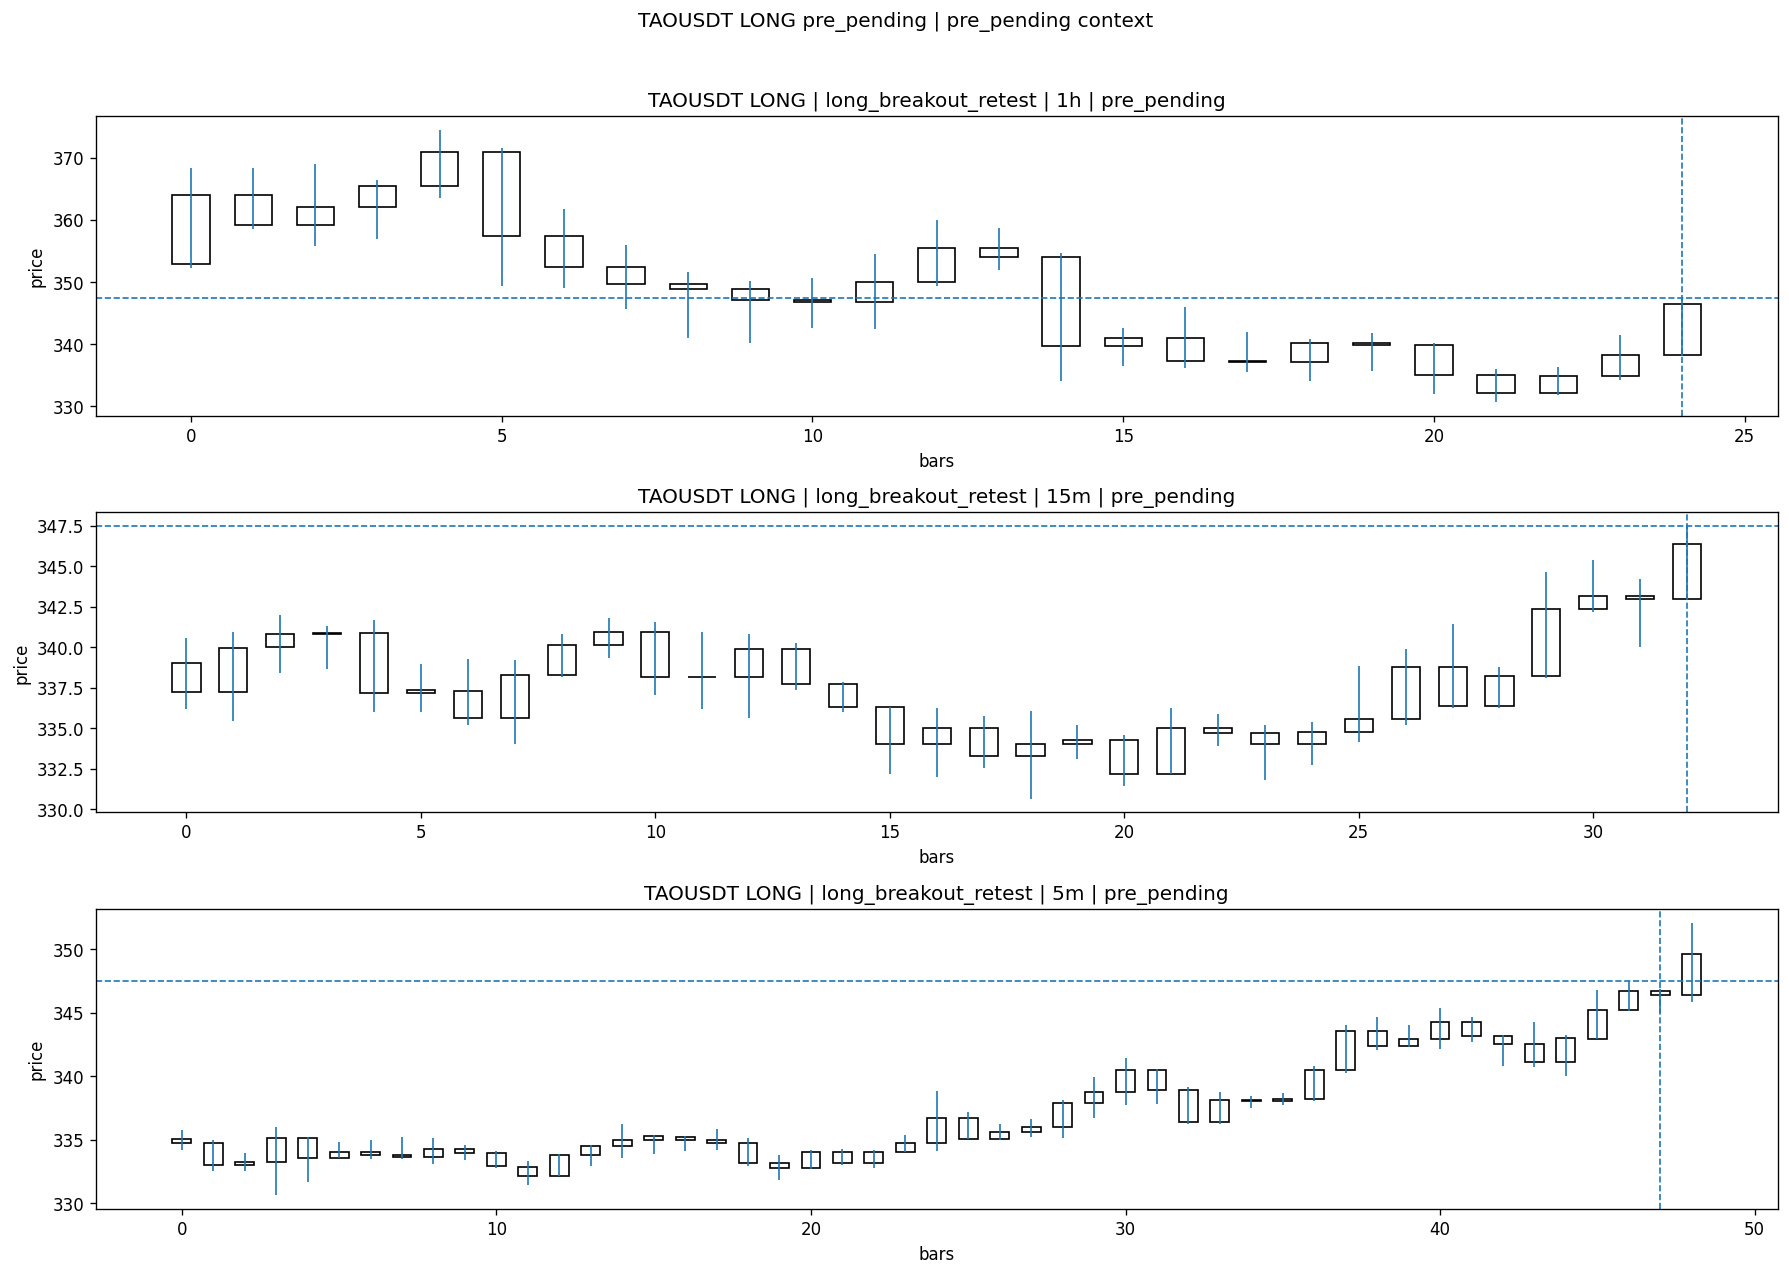 TAOUSDT LONG pre_pending | pre_pending context
TAOUSDT LONG | long_breakout_retest | 1h | pre_pending
370
360
350
340
330
price
0 5 10 15 20 25
bars
TAOUSDT LONG | long_breakout_retest | 15m | pre_pending
347.5
345.0
342.5
340.0
337.5
335.0
332.5
330.0
price
0 5 10 15 20 25 30
bars
TAOUSDT LONG | long_breakout_retest | 5m | pre_pending
350
345
340
335
330
price
0 10 20 30 40 50
bars